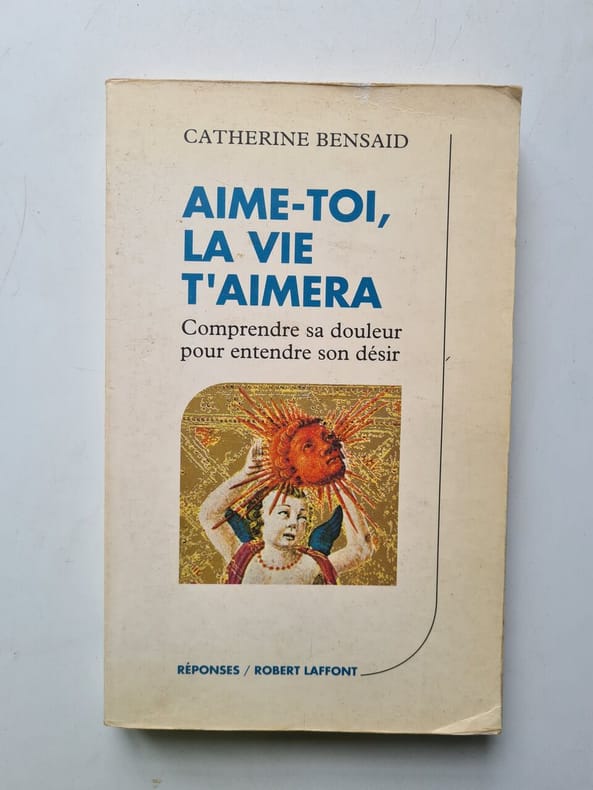 CATHERINE BENSAID
AIME-TOI,
LA VIE
T'AIMERA
Comprendre sa douleur
pour entendre son désir
RÉPONSES / ROBERT LAFFONT